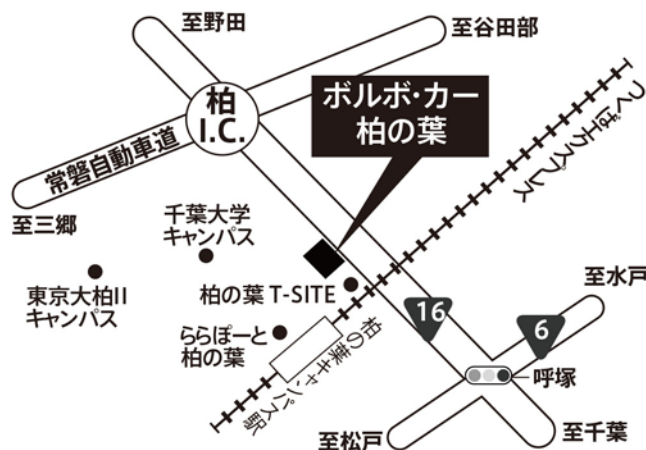 至野田
至谷田部
柏
I.C.
ボルボ・カー
柏の葉
つくばエクスプレス
常磐自動車道
至三郷
千葉大学
キャンパス
東京大柏II
キャンパス
柏の葉 T-SITE
ららぽーと
柏の葉
柏の葉キャンパス駅
16
6
至水戸
呼塚
至松戸
至千葉